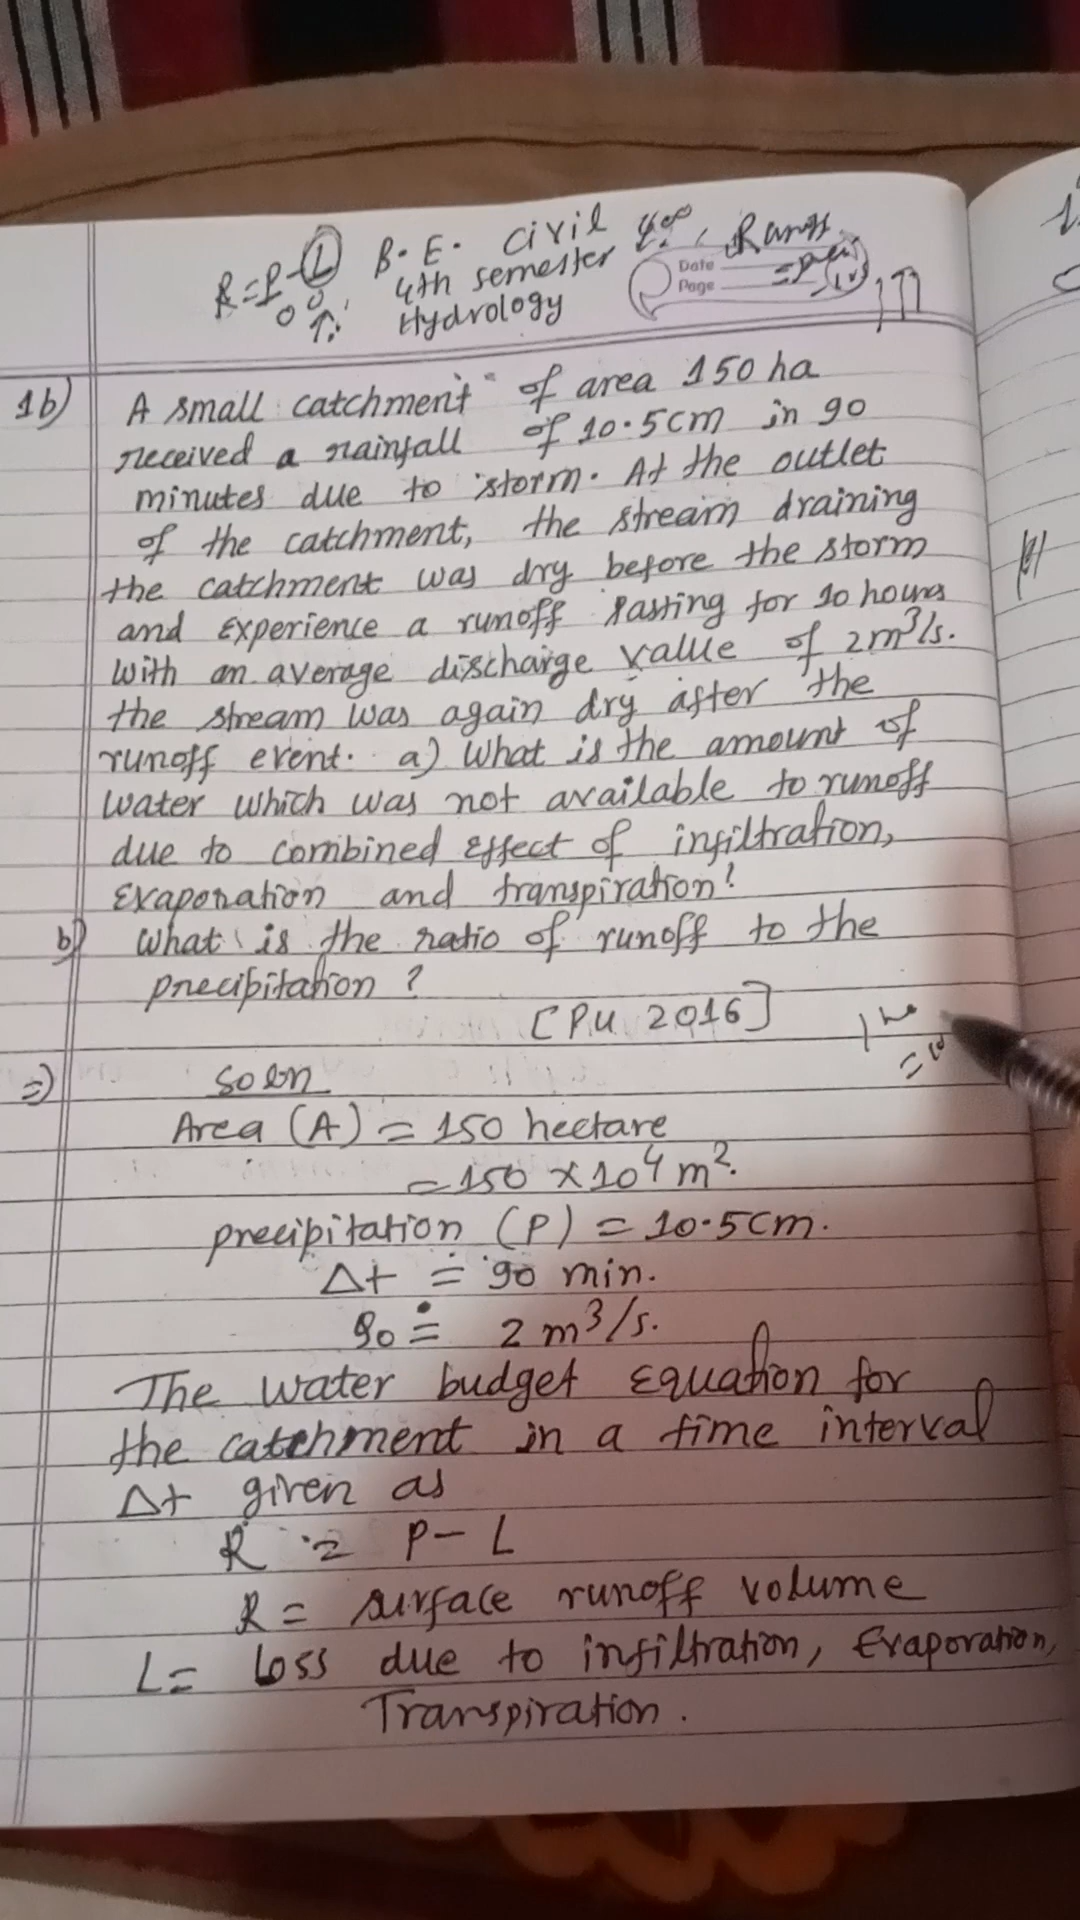 R=P-L
B.E. Civil
4th semester
Hydrology
Date
Page
1b) A small catchment of area 150 ha
received a rainfall of 10.5cm in 90
minutes due to storm. At the outlet
of the catchment, the stream draining
the catchment was dry before the storm
and Experience a runoff lasting for 10 hours
with an average discharge value of 2m³/s.
the stream was again dry after the
runoff event. a) What is the amount of
water which was not available to runoff
due to combined effect of infiltration,
Evaporation and transpiration?
b) what is the ratio of runoff to the
precipitation?
[PU 2016]
1 ha
=) soln
Area (A) = 150 hectare
= 150 × 10⁴ m².
precipitation (P) = 10.5cm.
Δt = 90 min.
= 2 m³/s.
The water budget Equation for
the catchment in a time interval
Δt given as
R = P - L
R = surface runoff volume
L = Loss due to infiltration, Evaporation,
Transpiration.